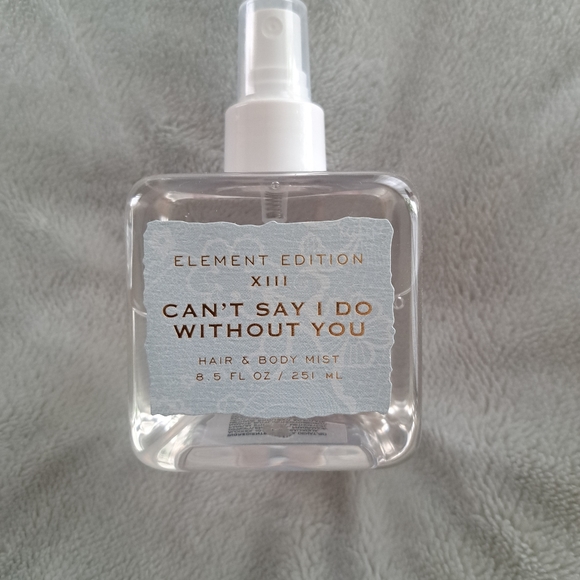 ELEMENT EDITION
XIII
CAN'T SAY I DO
WITHOUT YOU
HAIR & BODY MIST
8.5 FL OZ / 251 ML